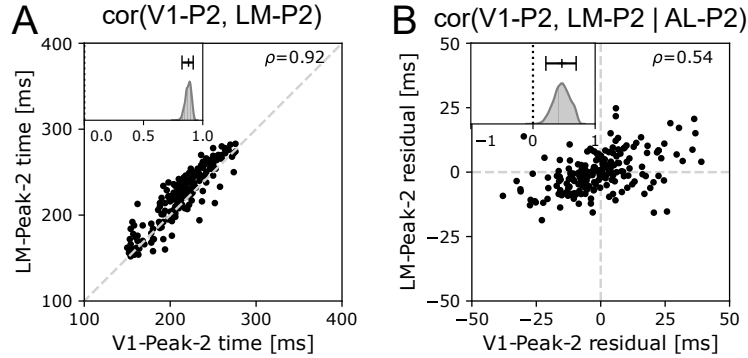 A
cor(V1-P2, LM-P2)
ρ=0.92
0.0 0.5 1.0
400
300
200
100
LM-Peak-2 time [ms]
100 200 300 400
V1-Peak-2 time [ms]
B
cor(V1-P2, LM-P2 | AL-P2)
ρ=0.54
−1 0 1
50
25
0
−25
−50
LM-Peak-2 residual [ms]
−50 −25 0 25 50
V1-Peak-2 residual [ms]